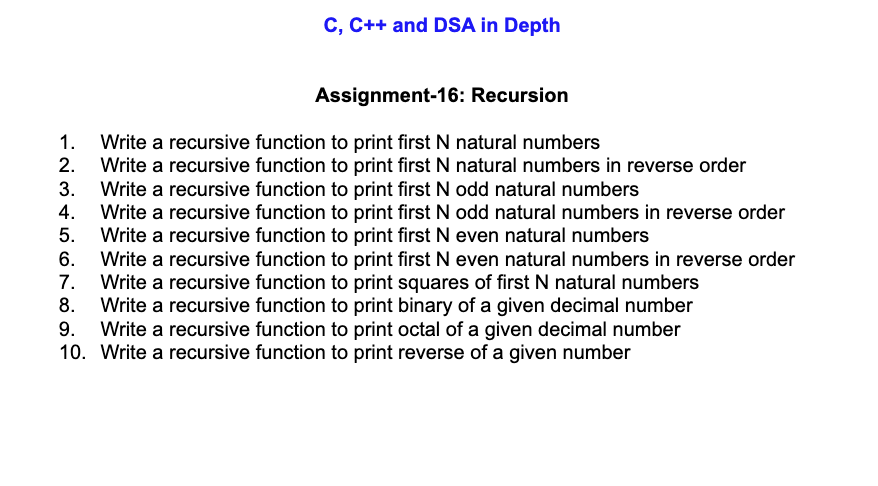 C, C++ and DSA in Depth
Assignment-16: Recursion
1. Write a recursive function to print first N natural numbers
2. Write a recursive function to print first N natural numbers in reverse order
3. Write a recursive function to print first N odd natural numbers
4. Write a recursive function to print first N odd natural numbers in reverse order
5. Write a recursive function to print first N even natural numbers
6. Write a recursive function to print first N even natural numbers in reverse order
7. Write a recursive function to print squares of first N natural numbers
8. Write a recursive function to print binary of a given decimal number
9. Write a recursive function to print octal of a given decimal number
10. Write a recursive function to print reverse of a given number